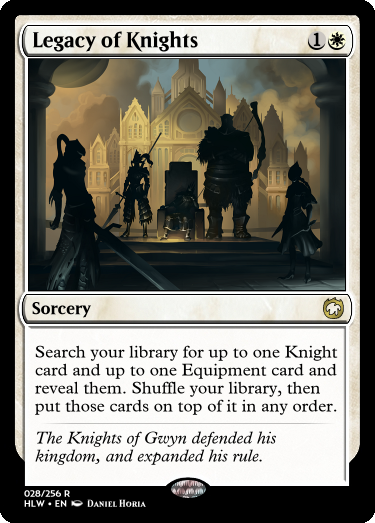 Legacy of Knights
1
Sorcery
Search your library for up to one Knight
card and up to one Equipment card and
reveal them. Shuffle your library, then
put those cards on top of it in any order.
The Knights of Gwyn defended his
kingdom, and expanded his rule.
028/256 R
HLW • EN Daniel Horia